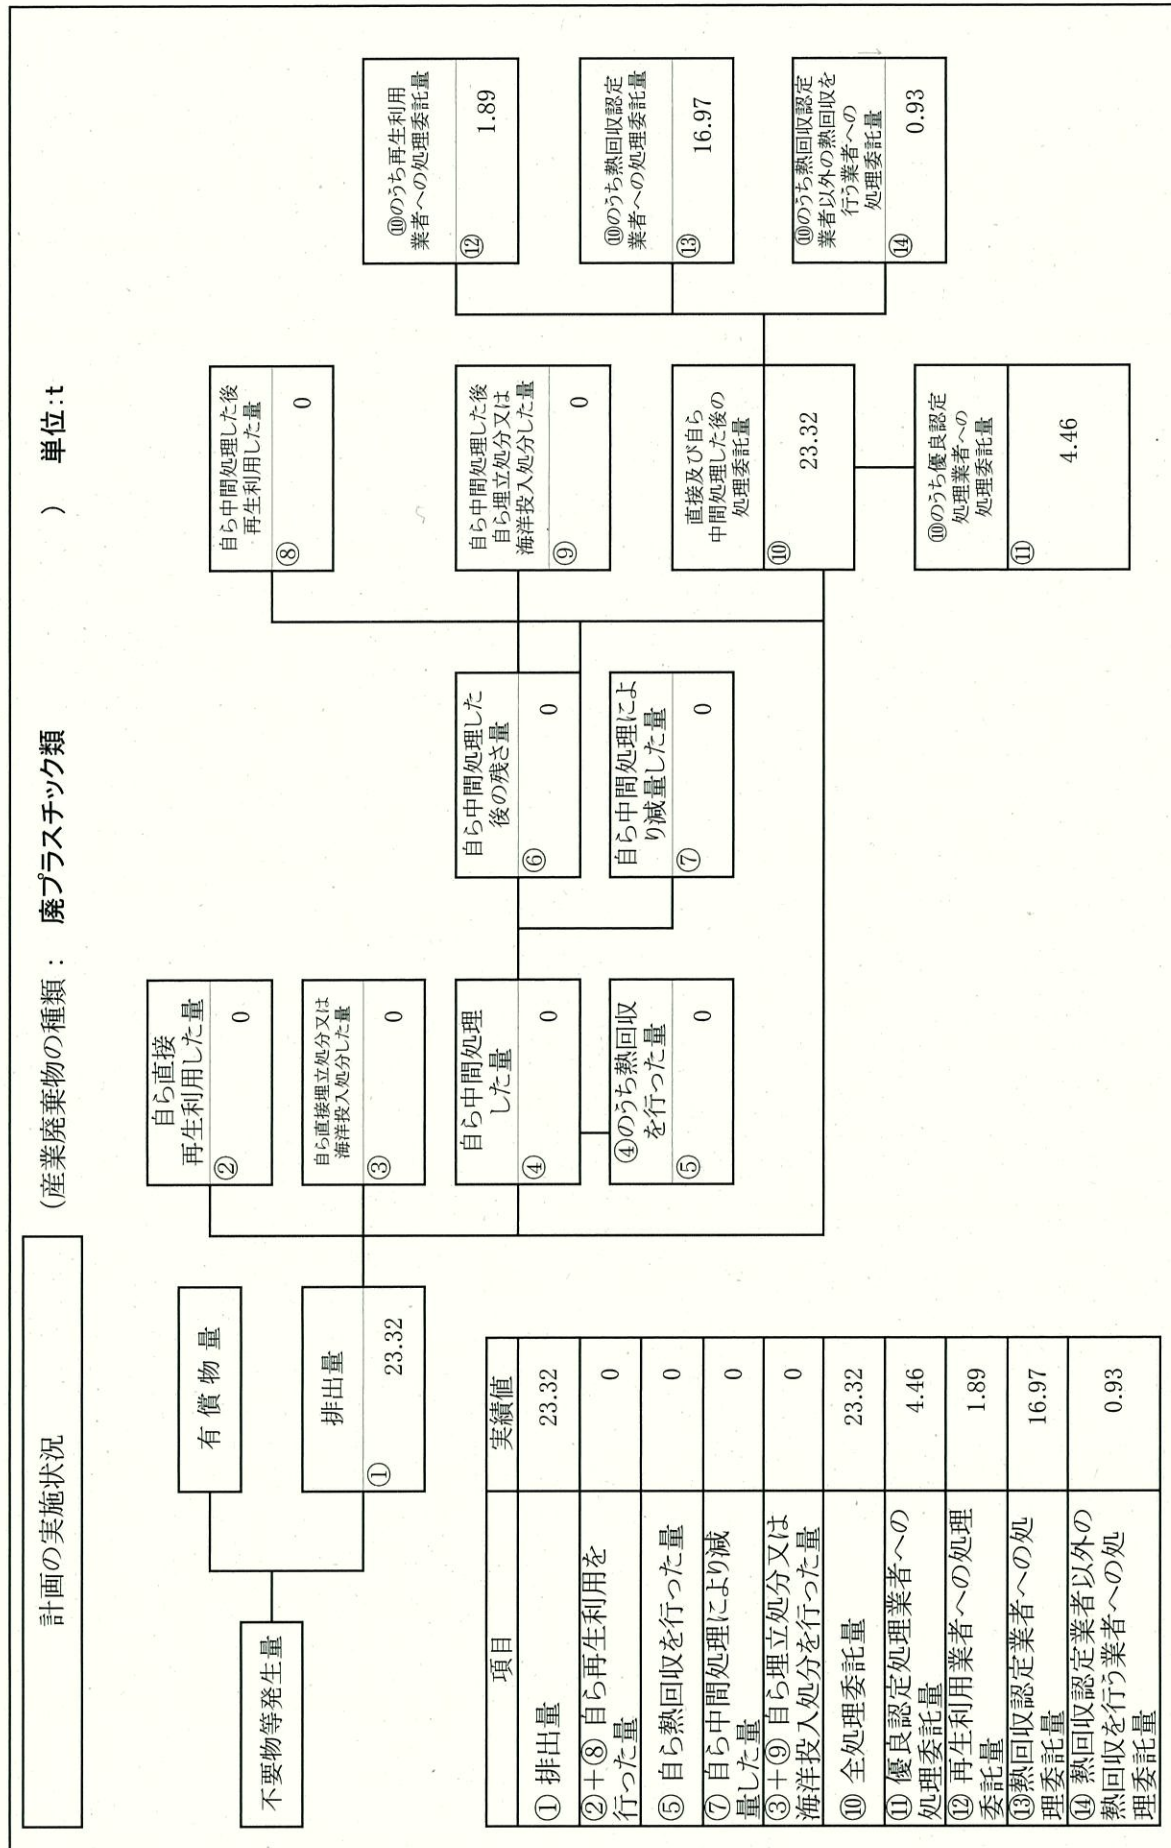 計画の実施状況
(産業廃棄物の種類： 廃プラスチック類 ) 単位:t
不要物等発生量
有 償 物 量
排出量
① 23.32
自ら直接
再生利用した量
② 0
自ら直接埋立処分又は
海洋投入処分した量
③ 0
自ら中間処理
した量
④ 0
④のうち熱回収
を行った量
⑤ 0
自ら中間処理した
後の残さ量
⑥ 0
自ら中間処理によ
り減量した量
⑦ 0
自ら中間処理した後
再生利用した量
⑧ 0
自ら中間処理した後
自ら埋立処分又は
海洋投入処分した量
⑨ 0
直接及び自ら
中間処理した後の
処理委託量
⑩ 23.32
⑩のうち優良認定
処理業者への
処理委託量
⑪ 4.46
⑩のうち再生利用
業者への処理委託量
⑫ 1.89
⑩のうち熱回収認定
業者への処理委託量
⑬ 16.97
⑩のうち熱回収認定
業者以外の熱回収を
行う業者への
処理委託量
⑭ 0.93
項目 実績値
① 排出量 23.32
②＋⑧ 自ら再生利用を
行った量 0
⑤ 自ら熱回収を行った量 0
⑦ 自ら中間処理により減
量した量 0
③＋⑨ 自ら埋立処分又は
海洋投入処分を行った量 0
⑩ 全処理委託量 23.32
⑪ 優良認定処理業者への
処理委託量 4.46
⑫ 再生利用業者への処理
委託量 1.89
⑬熱回収認定業者への処
理委託量 16.97
⑭ 熱回収認定業者以外の
熱回収を行う業者への処
理委託量 0.93